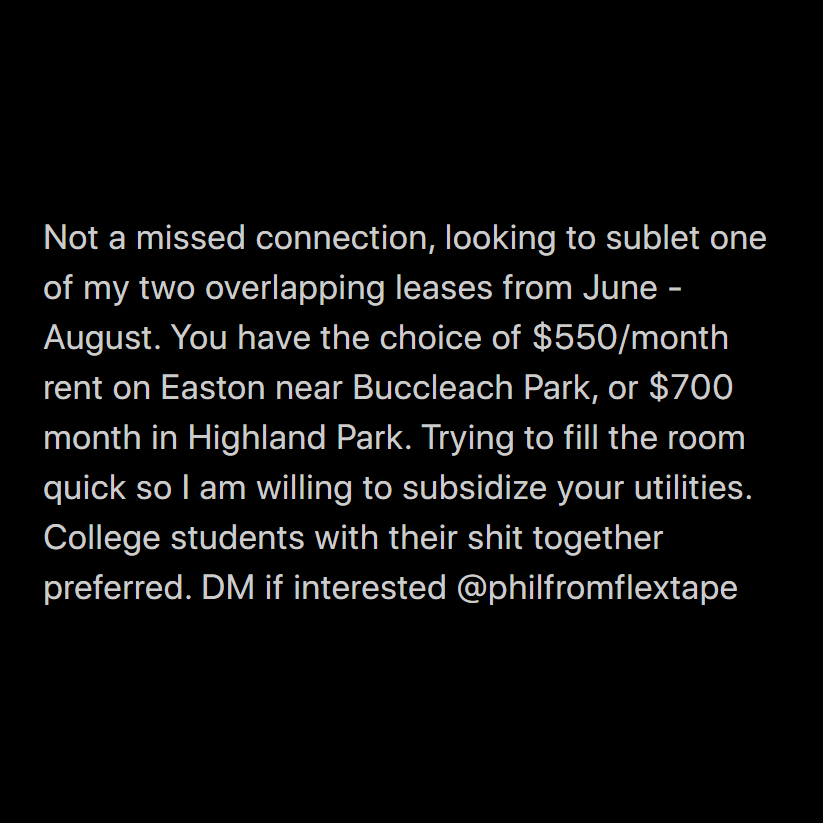 Not a missed connection, looking to sublet one
of my two overlapping leases from June -
August. You have the choice of $550/month
rent on Easton near Buccleach Park, or $700
month in Highland Park. Trying to fill the room
quick so I am willing to subsidize your utilities.
College students with their shit together
preferred. DM if interested @philfromflextape